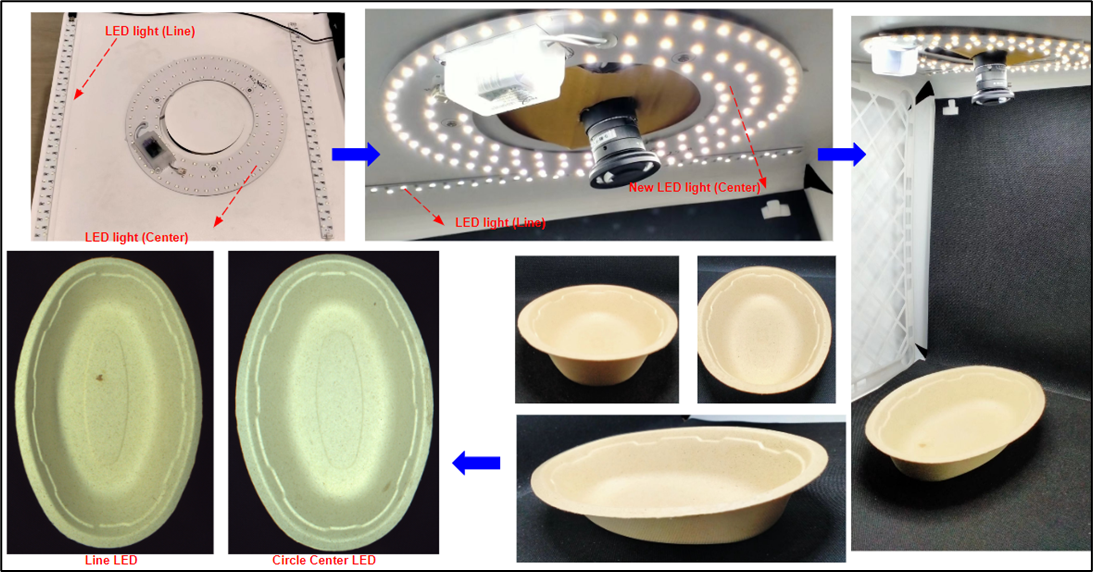 LED light (Line)
LED light (Center)
New LED light (Center)
LED light (Line)
Line LED
Circle Center LED